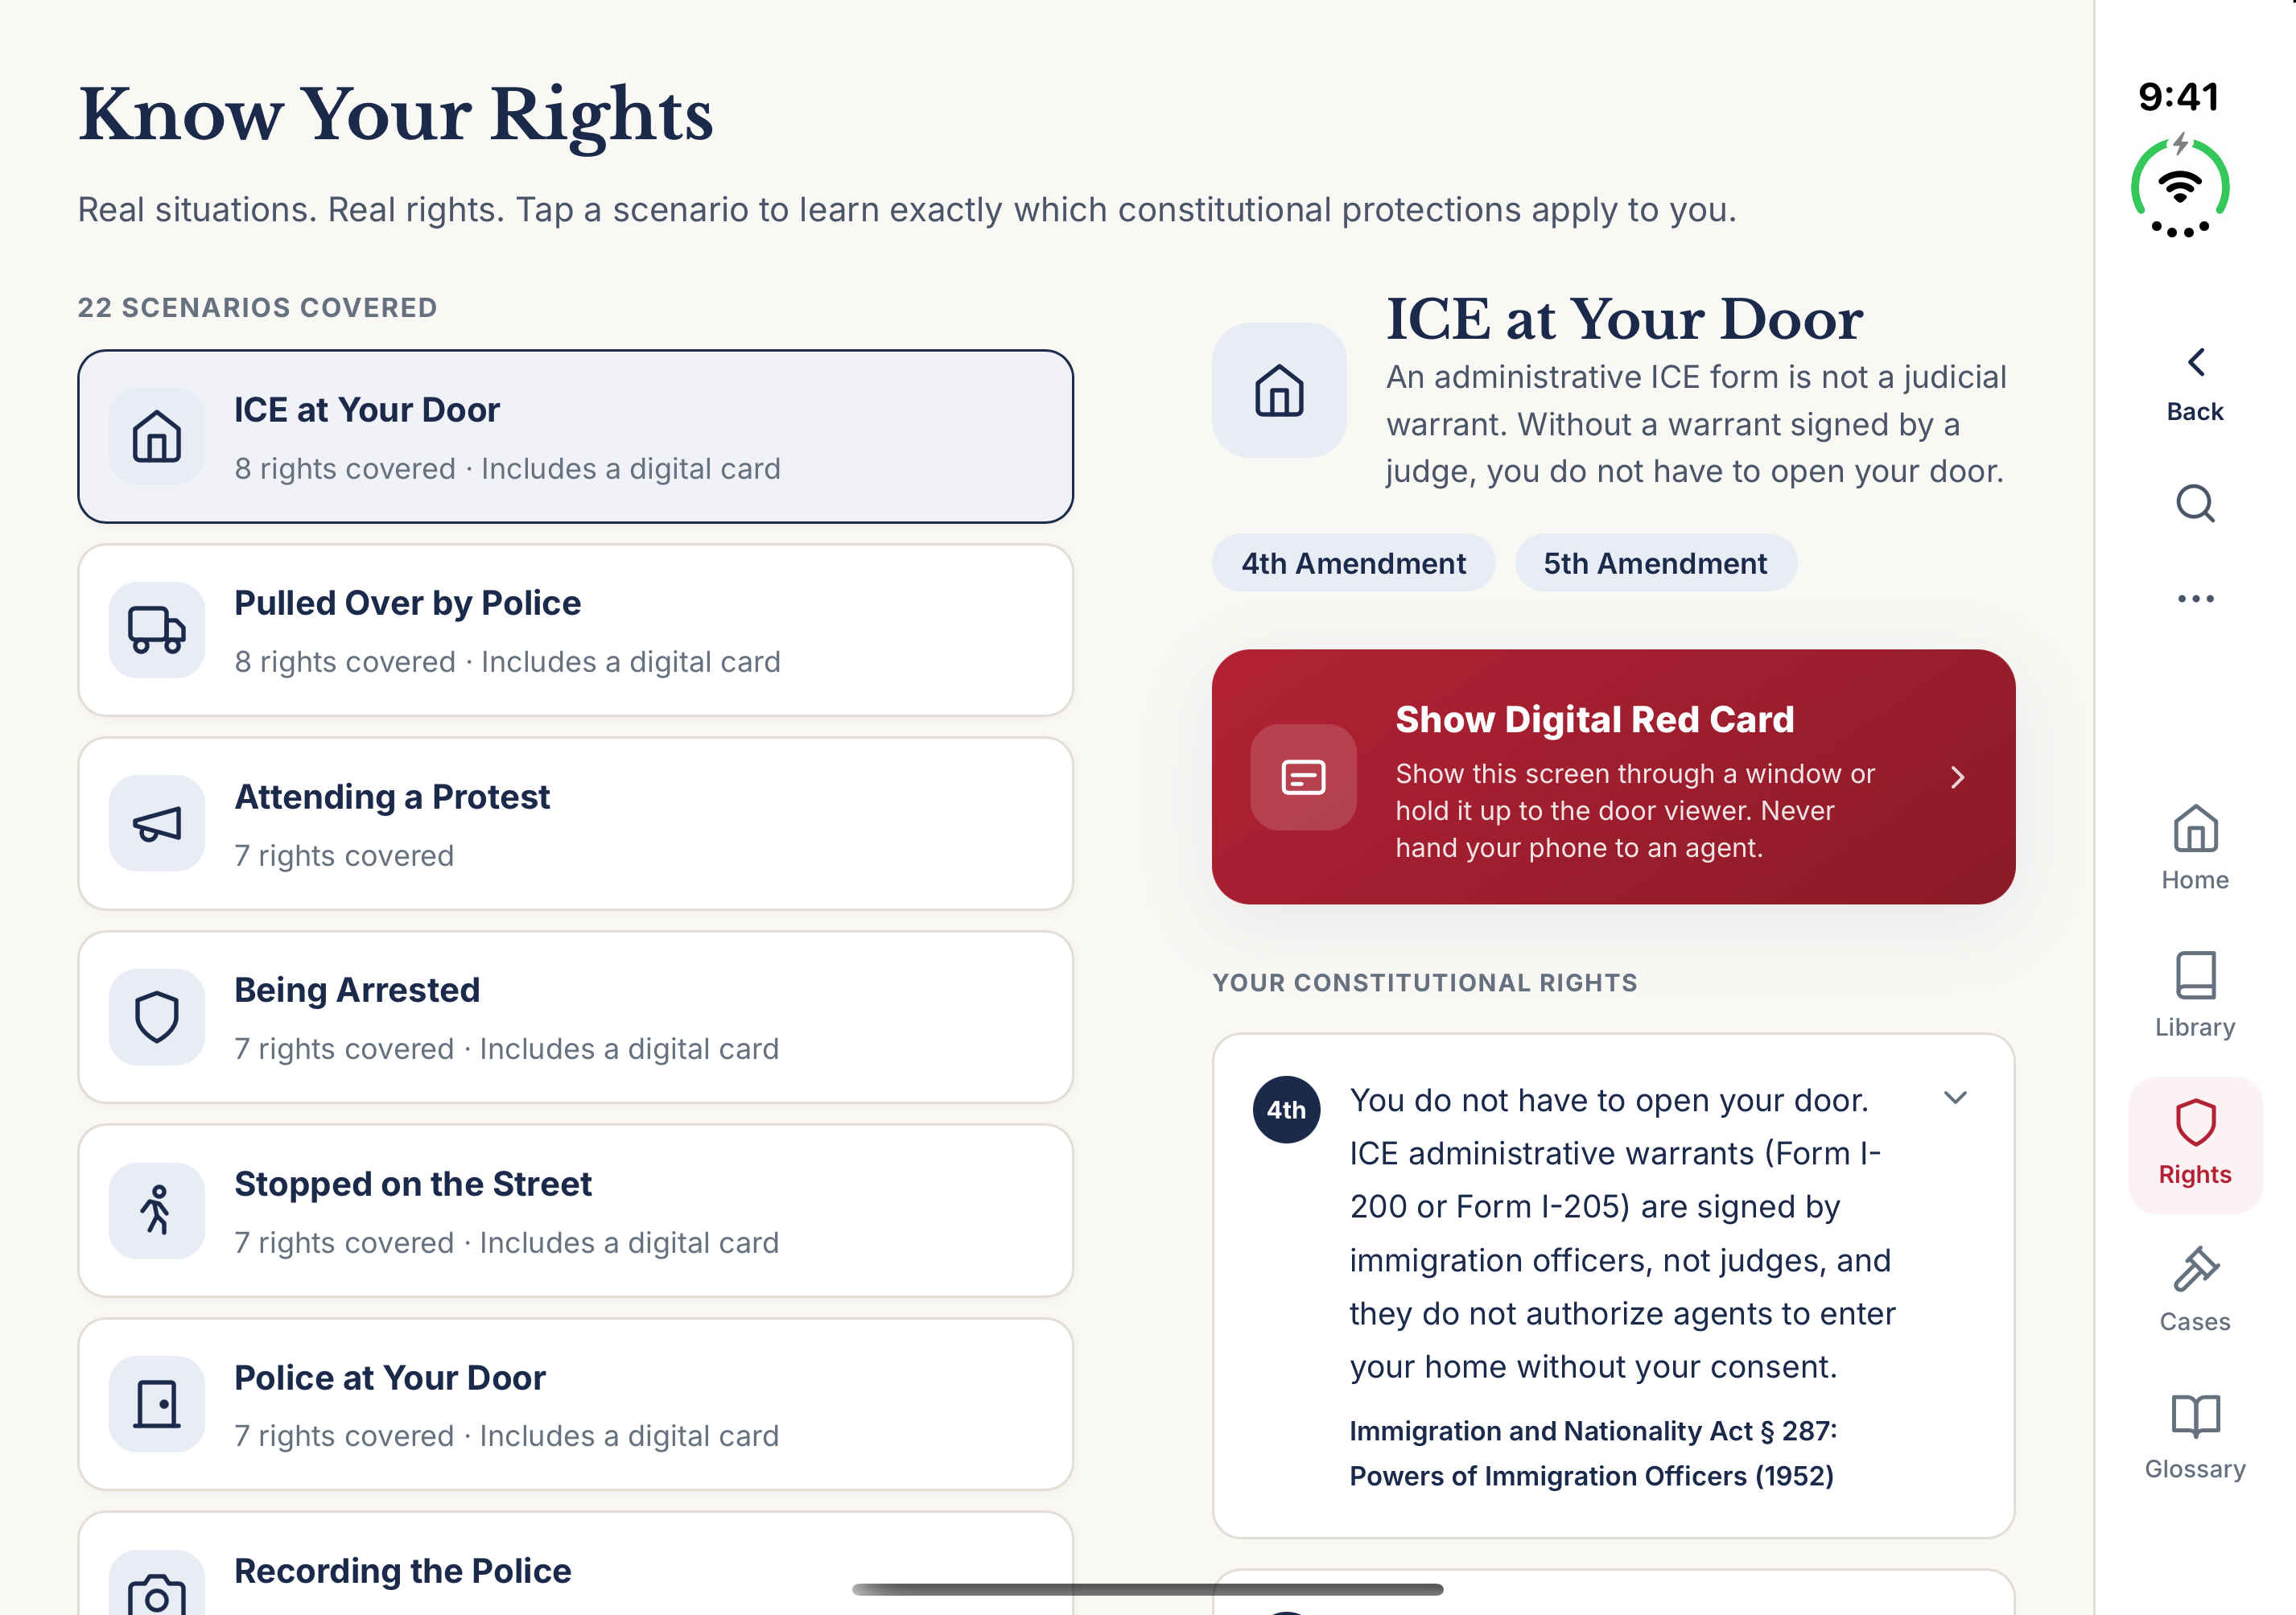 Know Your Rights
Real situations. Real rights. Tap a scenario to learn exactly which constitutional protections apply to you.
22 SCENARIOS COVERED
ICE at Your Door
8 rights covered · Includes a digital card
Pulled Over by Police
8 rights covered · Includes a digital card
Attending a Protest
7 rights covered
Being Arrested
7 rights covered · Includes a digital card
Stopped on the Street
7 rights covered · Includes a digital card
Police at Your Door
7 rights covered · Includes a digital card
Recording the Police
ICE at Your Door
An administrative ICE form is not a judicial
warrant. Without a warrant signed by a
judge, you do not have to open your door.
4th Amendment
5th Amendment
Show Digital Red Card
Show this screen through a window or
hold it up to the door viewer. Never
hand your phone to an agent.
YOUR CONSTITUTIONAL RIGHTS
4th
You do not have to open your door.
ICE administrative warrants (Form I-
200 or Form I-205) are signed by
immigration officers, not judges, and
they do not authorize agents to enter
your home without your consent.
Immigration and Nationality Act § 287:
Powers of Immigration Officers (1952)
9:41
Back
Home
Library
Rights
Cases
Glossary